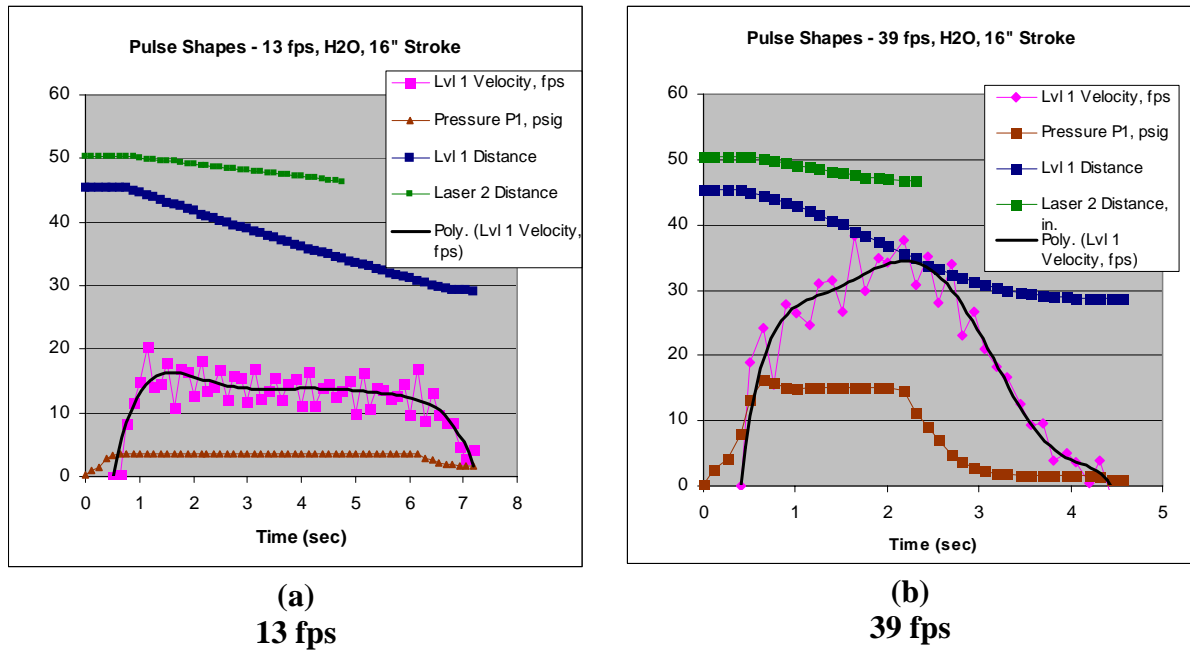 Pulse Shapes - 13 fps, H2O, 16" Stroke
Lvl 1 Velocity, fps
Pressure P1, psig
Lvl 1 Distance
Laser 2 Distance
Poly. (Lvl 1 Velocity,
fps)
60
50
40
30
20
10
0
0 1 2 3 4 5 6 7 8
Time (sec)
(a)
13 fps
Pulse Shapes - 39 fps, H2O, 16" Stroke
Lvl 1 Velocity, fps
Pressure P1, psig
Lvl 1 Distance
Laser 2 Distance,
in.
Poly. (Lvl 1
Velocity, fps)
60
50
40
30
20
10
0
0 1 2 3 4 5
Time (sec)
(b)
39 fps